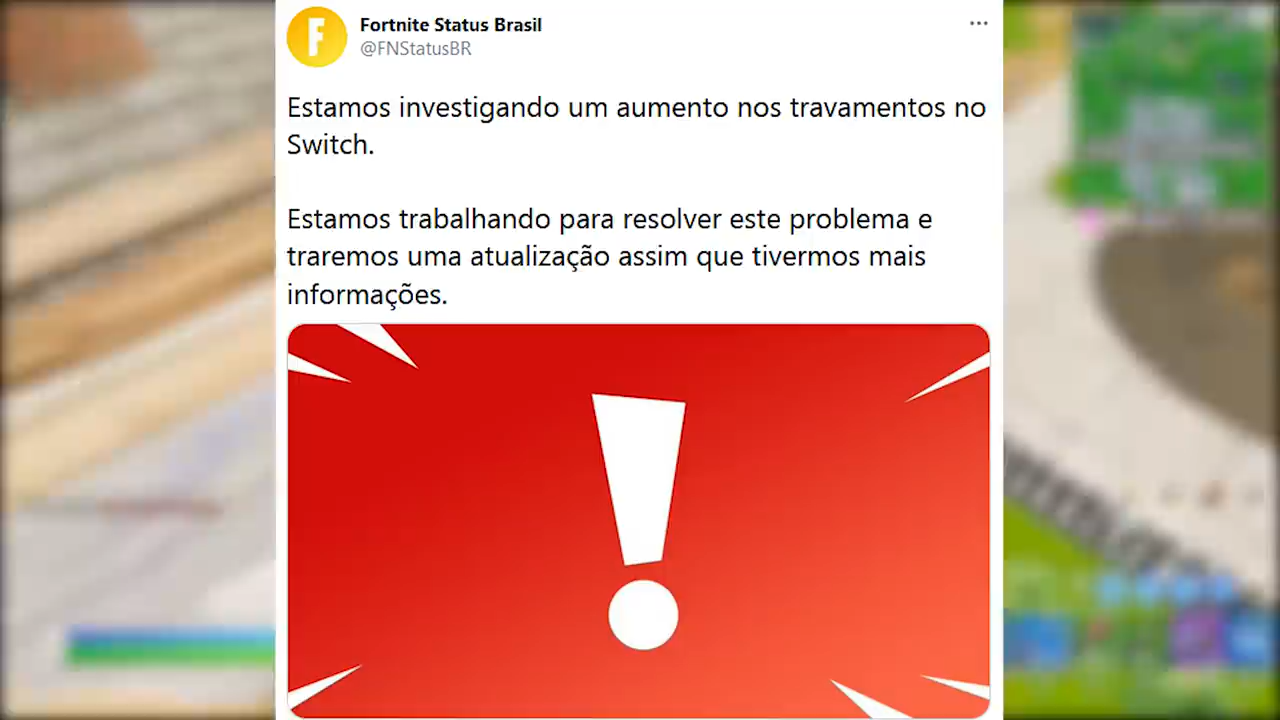 Fortnite Status Brasil
@FNStatusBR
Estamos investigando um aumento nos travamentos no
Switch.
Estamos trabalhando para resolver este problema e
traremos uma atualização assim que tivermos mais
informações.